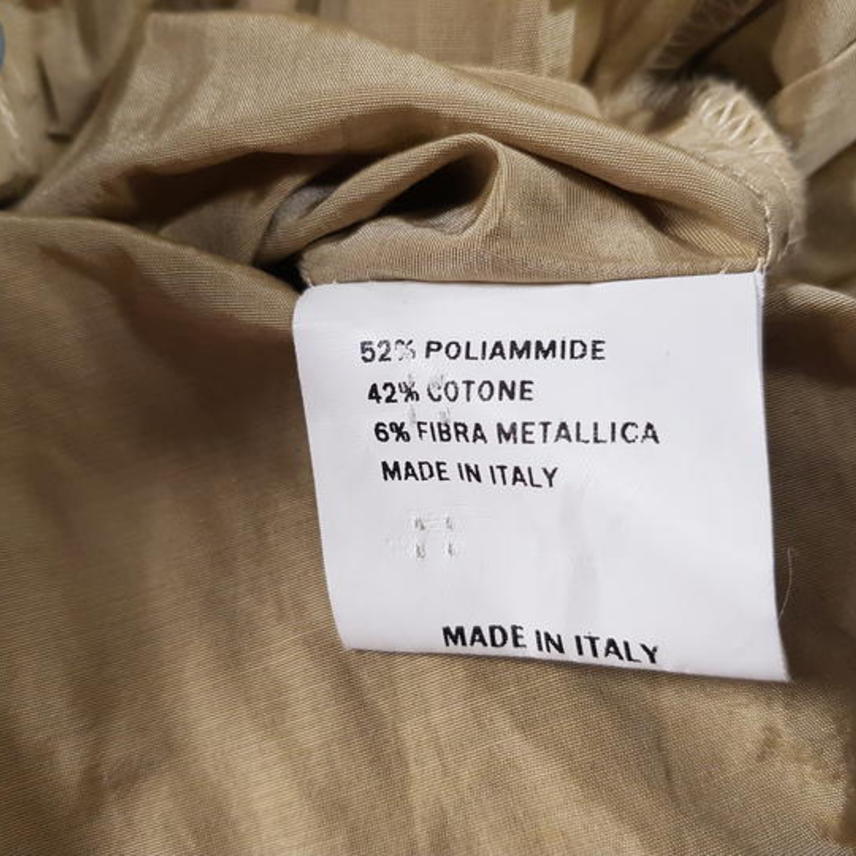 52% POLIAMMIDE
42% COTONE
6% FIBRA METALLICA
MADE IN ITALY
MADE IN ITALY